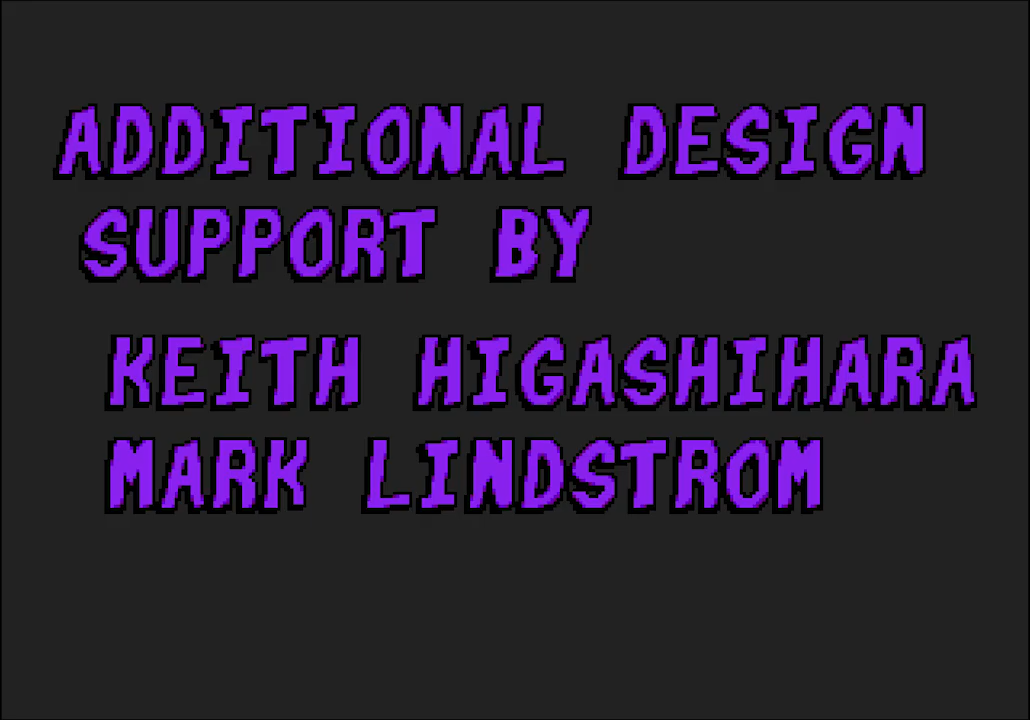 ADDITIONAL DESIGN
SUPPORT BY
KEITH HIGASHIHARA
MARK LINDSTROM